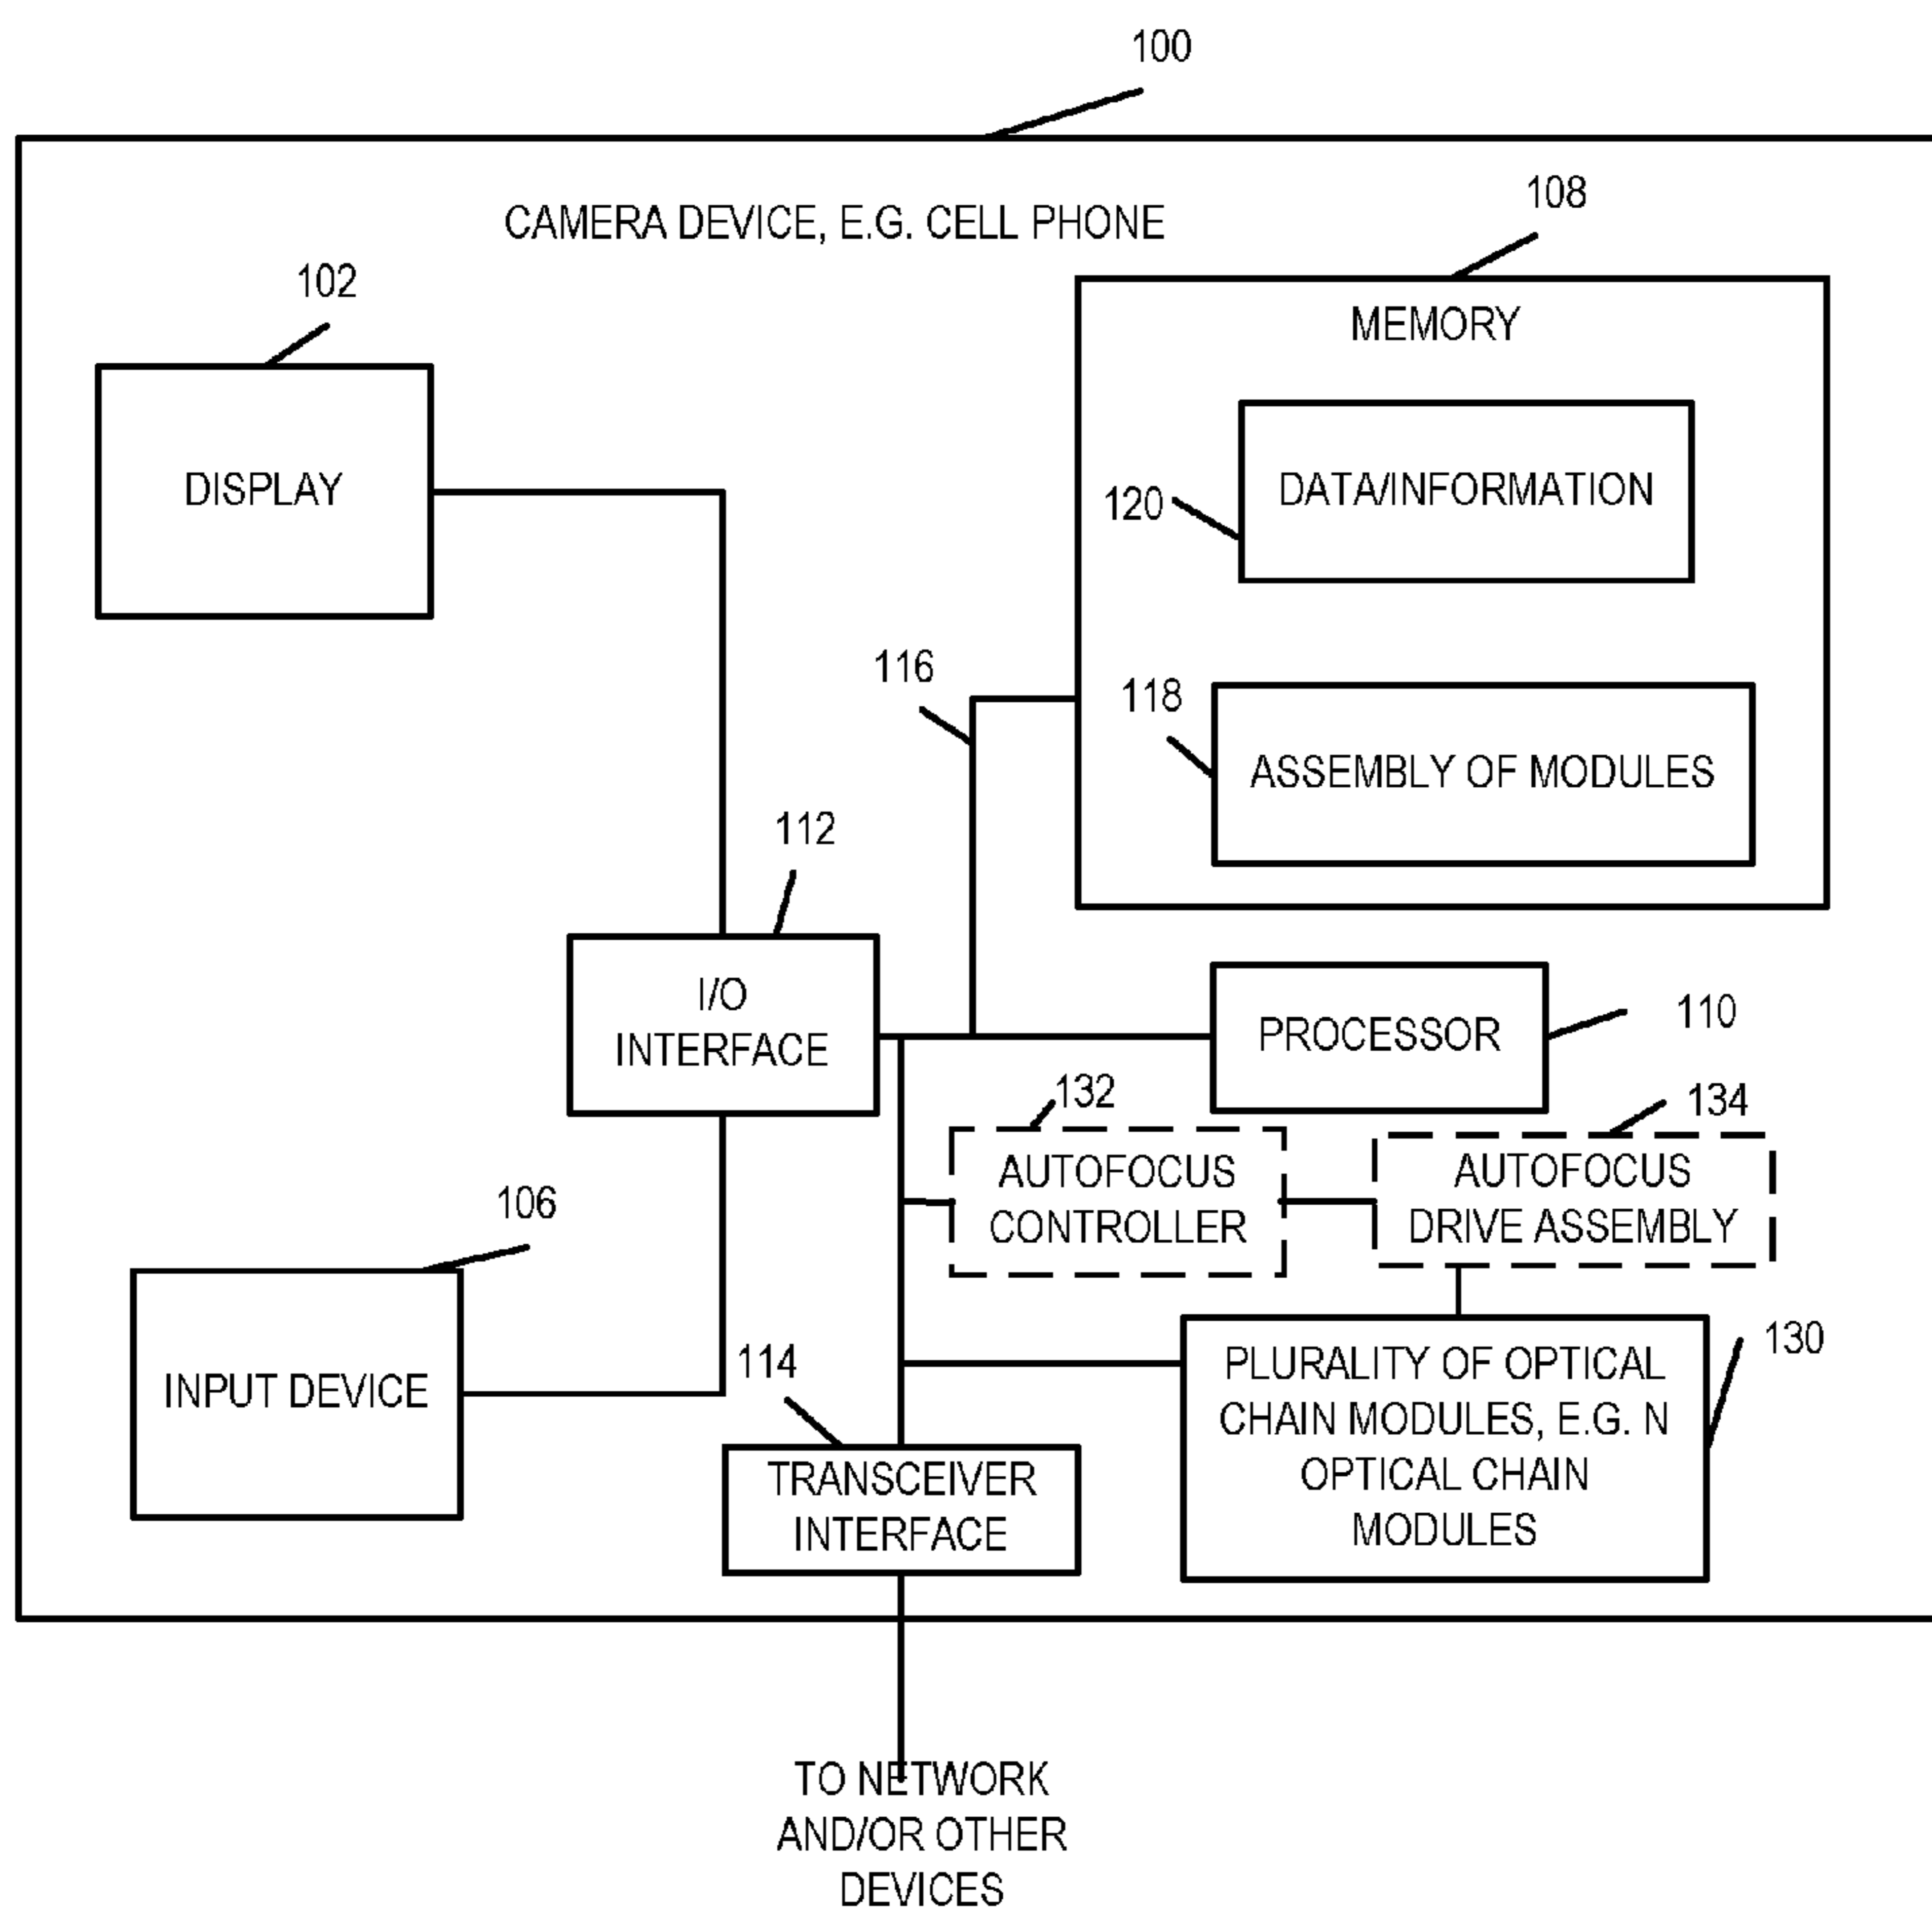 100
CAMERA DEVICE, E.G. CELL PHONE
108
102
MEMORY
DISPLAY
120
DATA/INFORMATION
116
118
ASSEMBLY OF MODULES
112
I/O
INTERFACE
PROCESSOR
110
132
134
AUTOFOCUS
CONTROLLER
AUTOFOCUS
DRIVE ASSEMBLY
106
INPUT DEVICE
114
130
PLURALITY OF OPTICAL
CHAIN MODULES, E.G. N
OPTICAL CHAIN
MODULES
TRANSCEIVER
INTERFACE
TO NETWORK
AND/OR OTHER
DEVICES